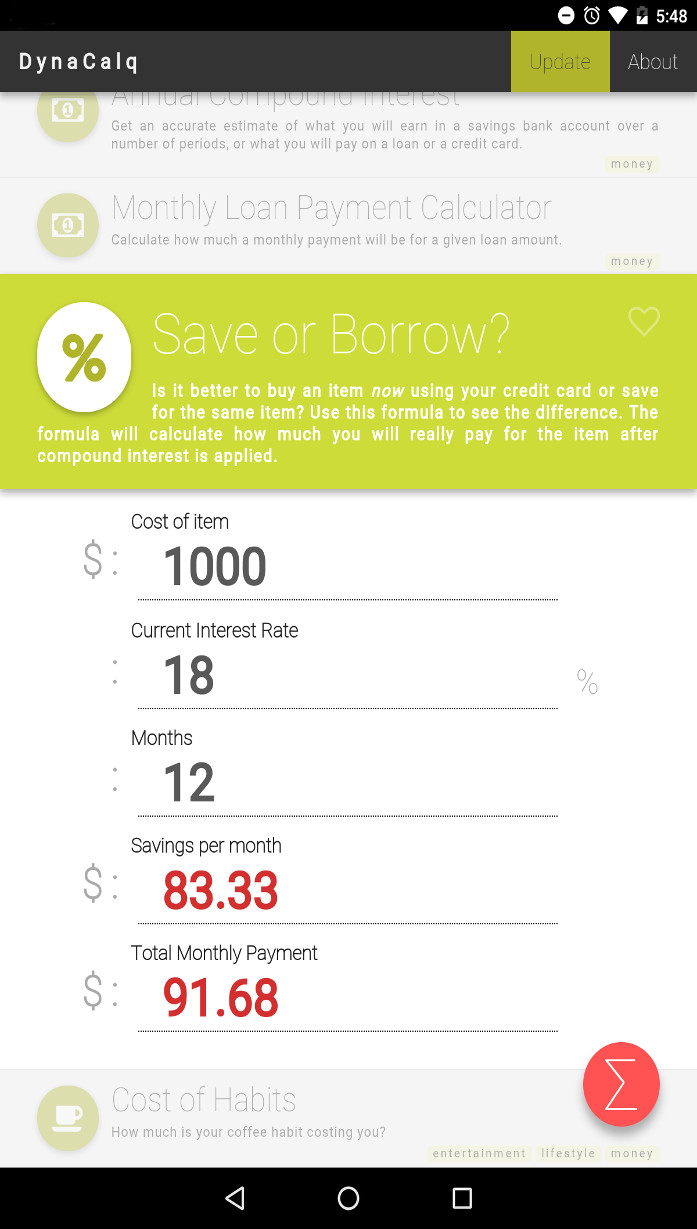 5:48
DynaCalq
Update
About
Annual Compound Interest
Get an accurate estimate of what you will earn in a savings bank account over a
number of periods, or what you will pay on a loan or a credit card.
money
Monthly Loan Payment Calculator
Calculate how much a monthly payment will be for a given loan amount.
money
%
Save or Borrow?
Is it better to buy an item now using your credit card or save
for the same item? Use this formula to see the difference. The
formula will calculate how much you will really pay for the item after
compound interest is applied.
Cost of item
$: 1000
Current Interest Rate
: 18 %
Months
: 12
Savings per month
$: 83.33
Total Monthly Payment
$: 91.68
Σ
Cost of Habits
How much is your coffee habit costing you?
entertainment lifestyle money